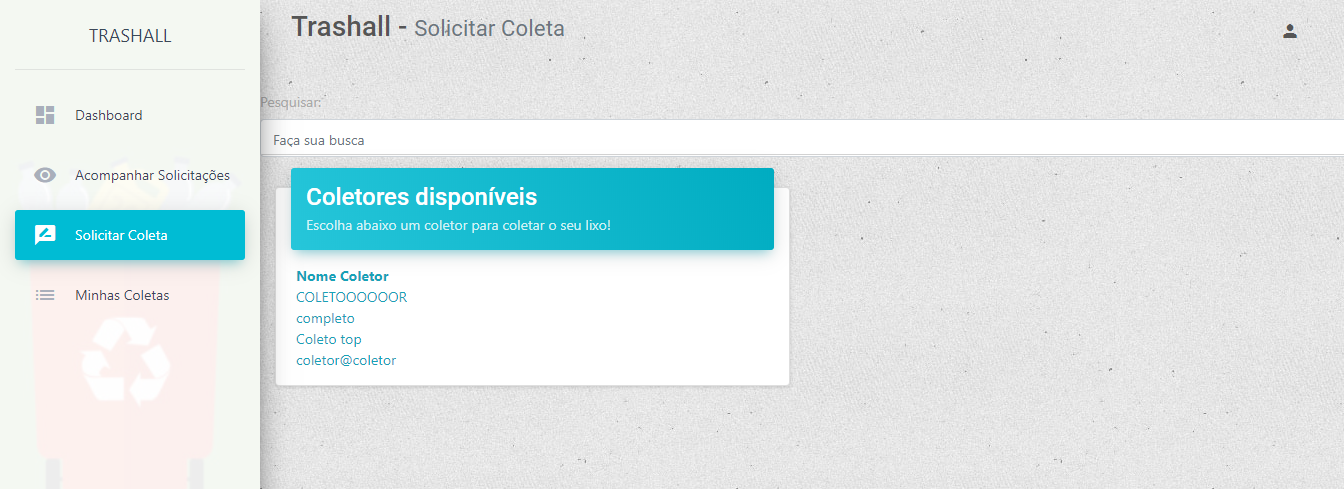 TRASHALL
Dashboard
Acompanhar Solicitações
Solicitar Coleta
Minhas Coletas
Trashall - Solicitar Coleta
Pesquisar:
Faça sua busca
Coletores disponíveis
Escolha abaixo um coletor para coletar o seu lixo!
Nome Coletor
COLETOOOOOOR
completo
Coleto top
coletor@coletor